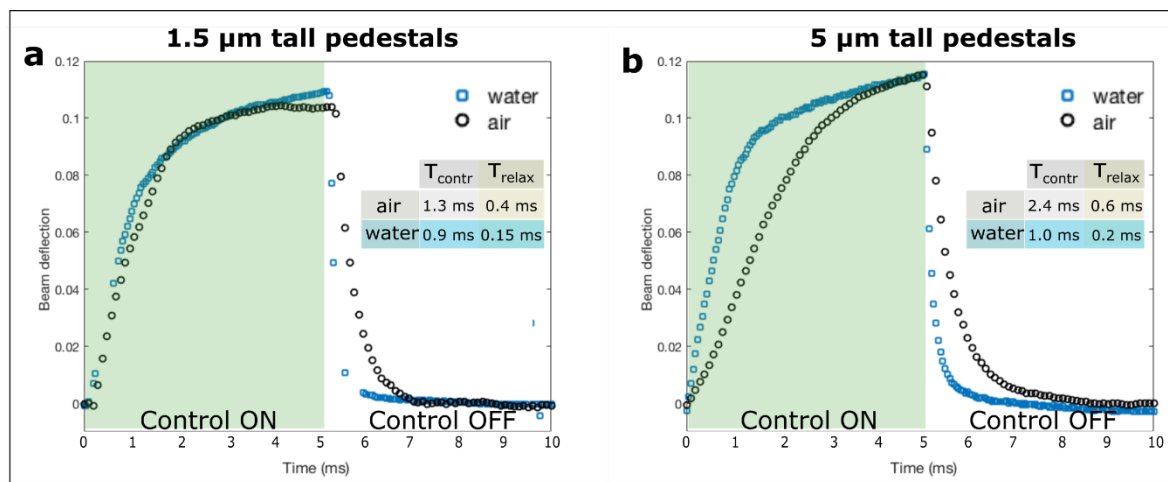 1.5 μm tall pedestals
a
0.12
0.1
0.08
0.06
0.04
0.02
0
Beam deflection
water
air
T_contr T_relax
air 1.3 ms 0.4 ms
water 0.9 ms 0.15 ms
Control ON Control OFF
0 1 2 3 4 5 6 7 8 9 10
Time (ms)
5 μm tall pedestals
b
0.12
0.1
0.08
0.06
0.04
0.02
0
Beam deflection
water
air
T_contr T_relax
air 2.4 ms 0.6 ms
water 1.0 ms 0.2 ms
Control ON Control OFF
0 1 2 3 4 5 6 7 8 9 10
Time (ms)